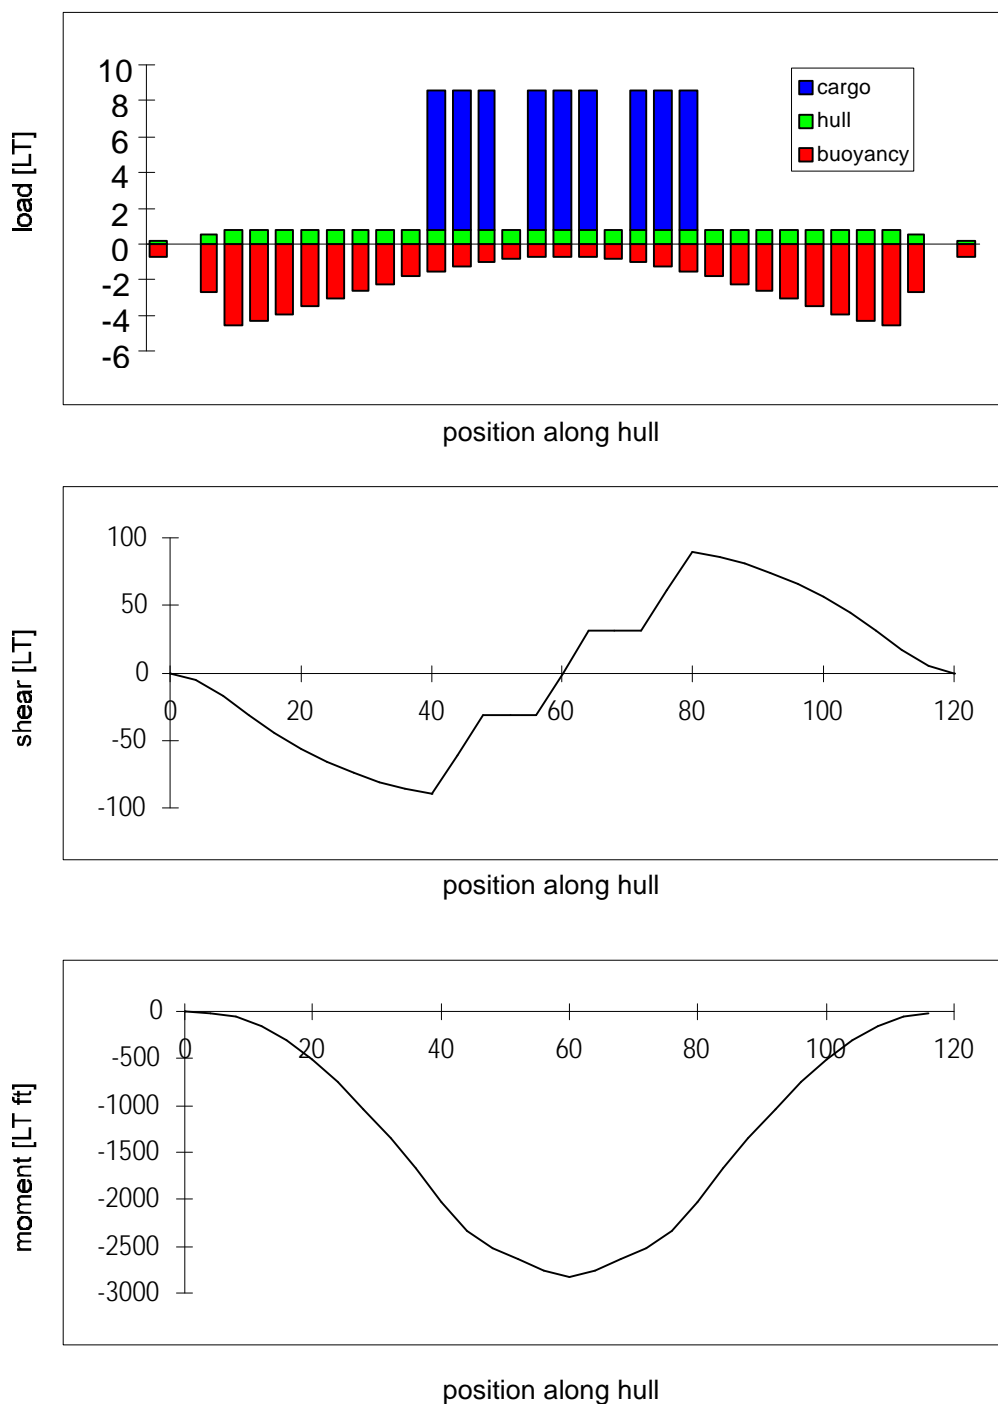 load [LT]
10
8
6
4
2
0
-2
-4
-6
cargo
hull
buoyancy
position along hull
shear [LT]
100
50
0
-50
-100
0 20 40 60 80 100 120
position along hull
moment [LT ft]
0
-500
-1000
-1500
-2000
-2500
-3000
0 20 40 60 80 100 120
position along hull